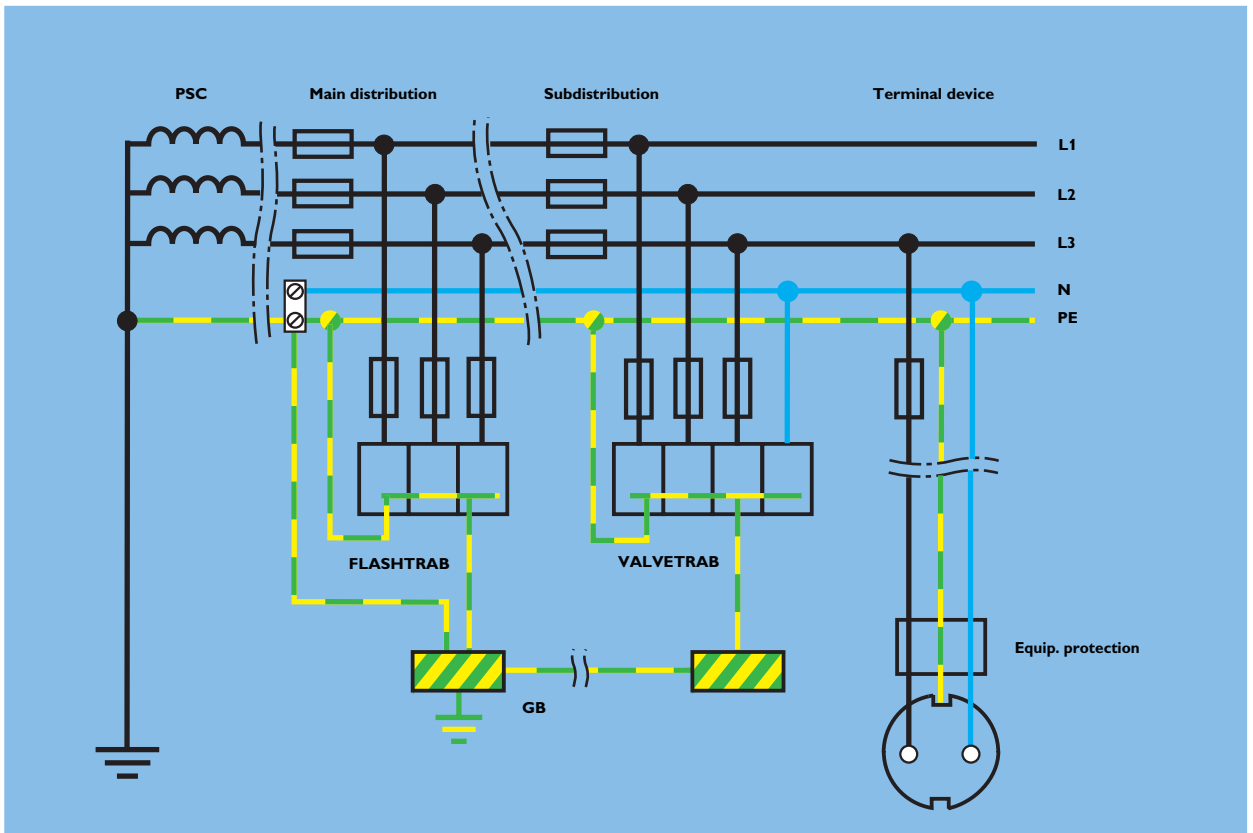 PSC
Main distribution
Subdistribution
Terminal device
L1
L2
L3
N
PE
FLASHTRAB
VALVETRAB
Equip. protection
GB